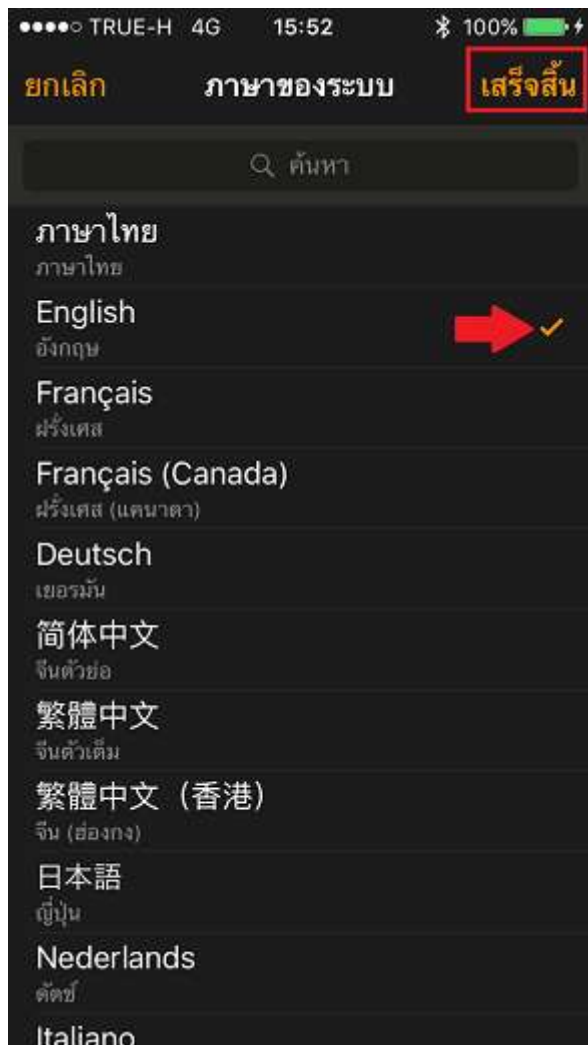 TRUE-H 4G 15:52 100%
ยกเลิก ภาษาของระบบ เสร็จสิ้น
ค้นหา
ภาษาไทย
ภาษาไทย
English
อังกฤษ
Français
ฝรั่งเศส
Français (Canada)
ฝรั่งเศส (แคนาดา)
Deutsch
เยอรมัน
简体中文
จีนตัวย่อ
繁體中文
จีนตัวเต็ม
繁體中文（香港）
จีน (ฮ่องกง)
日本語
ญี่ปุ่น
Nederlands
ดัตช์
Italiano